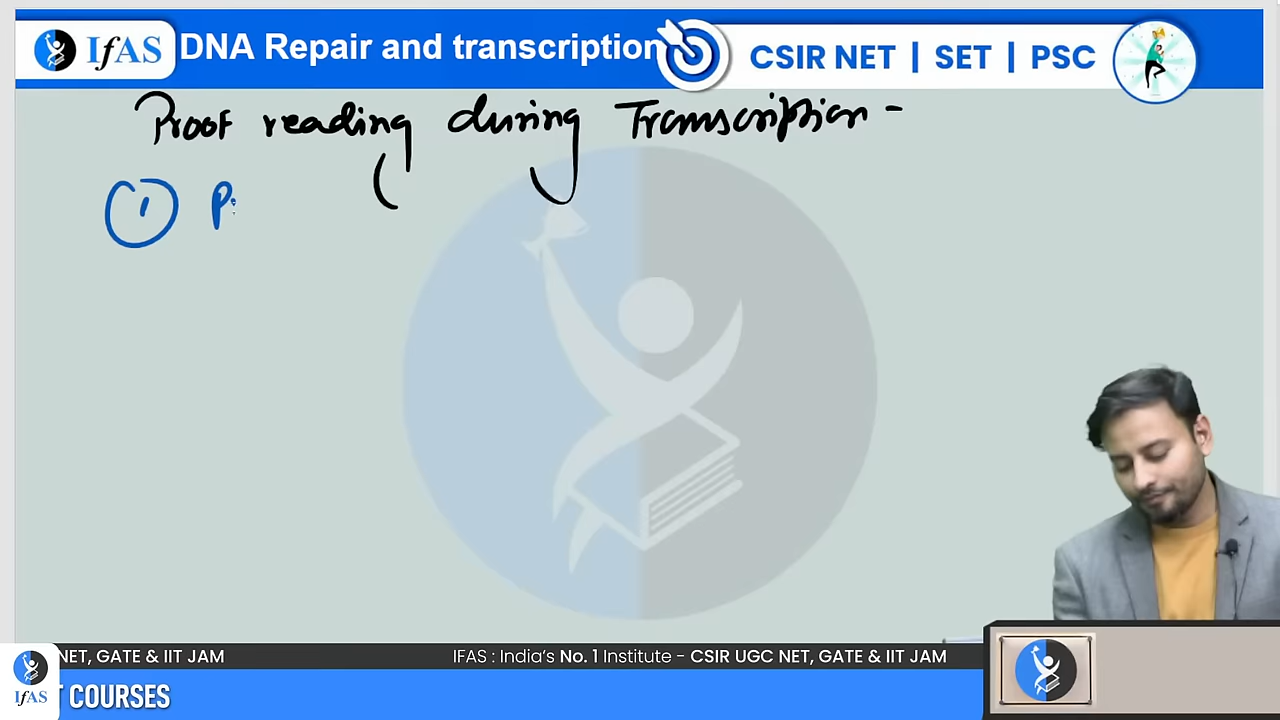 IfAS DNA Repair and transcription CSIR NET | SET | PSC
Proof reading during Transcription -
1 P
NET, GATE & IIT JAM IFAS : India's No. 1 Institute - CSIR UGC NET, GATE & IIT JAM
IfAS T COURSES